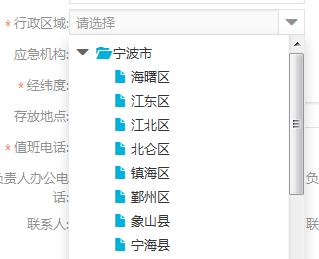 *行政区域: 请选择
宁波市
应急机构:
海曙区
*经纬度:
江东区
江北区
存放地点:
北仑区
*值班电话:
镇海区
负责人办公电话:
鄞州区
负
象山县
联系人:
宁海县
联